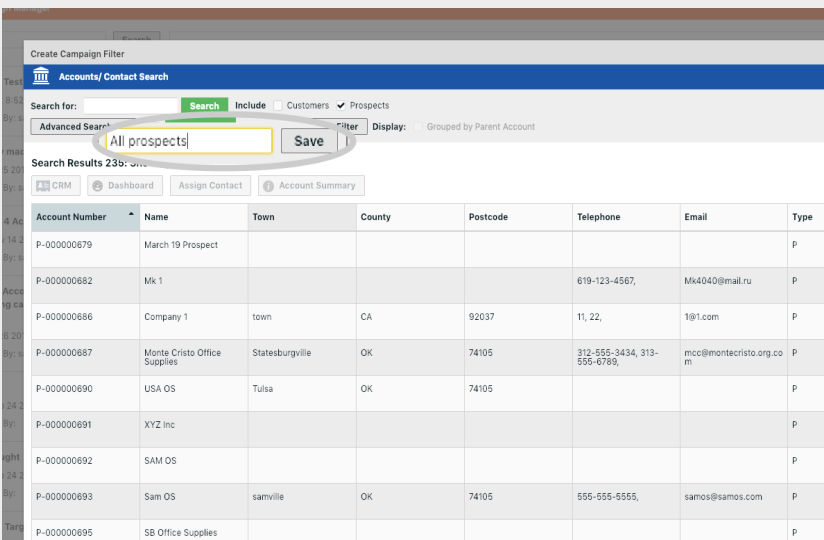 Create Campaign Filter
Accounts/ Contact Search
Search for: Search Include Customers Prospects
Advanced Search Filter Display: Grouped by Parent Account
All prospects Save
Search Results 235:
CRM Dashboard Assign Contact Account Summary
Account Number Name Town County Postcode Telephone Email Type
P-000000679 March 19 Prospect P
P-000000682 Mk 1 619-123-4567, Mk4040@mail.ru P
P-000000686 Company 1 town CA 92037 11, 22, 1@1.com P
P-000000687 Monte Cristo Office Statesburgville OK 74105 312-555-3434, 313- mcc@montecristo.org.co P
Supplies 555-6789, m
P-000000690 USA OS Tulsa OK 74105 P
P-000000691 XYZ Inc P
P-000000692 SAM OS P
P-000000693 Sam OS samville OK 74105 555-555-5555, samos@samos.com P
P-000000695 SB Office Supplies P